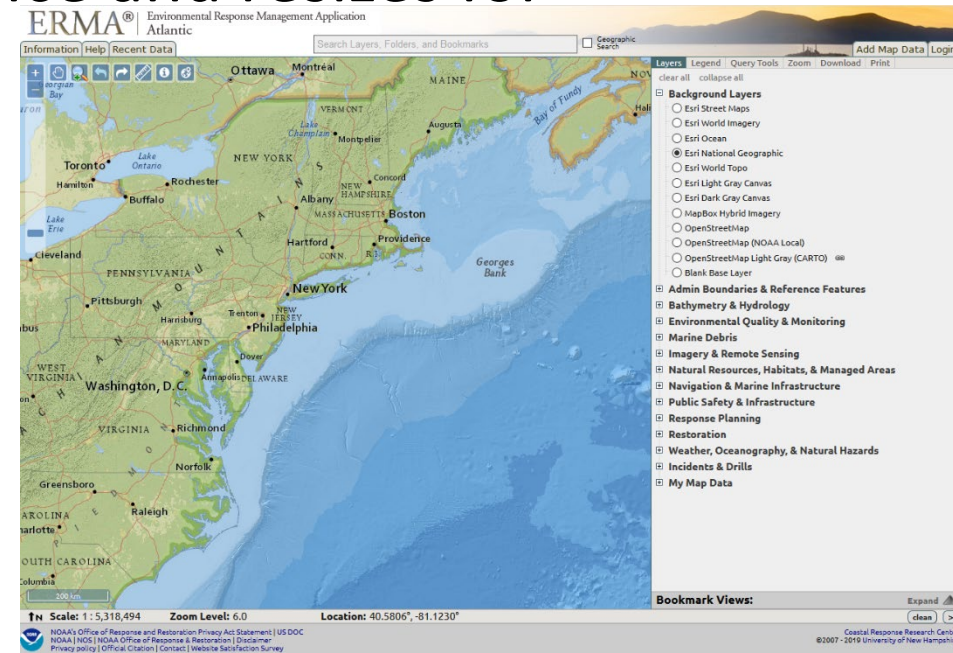 ERMA® Environmental Response Management Application
Atlantic
Information Help Recent Data
Search Layers, Folders, and Bookmarks
Geographic
Search
Add Map Data Login
Layers Legend Query Tools Zoom Download Print
clear all collapse all
Background Layers
Esri Street Maps
Esri World Imagery
Esri Ocean
Esri National Geographic
Esri World Topo
Esri Light Gray Canvas
Esri Dark Gray Canvas
MapBox Hybrid Imagery
OpenStreetMap
OpenStreetMap (NOAA Local)
OpenStreetMap Light Gray (CARTO)
Blank Base Layer
Admin Boundaries & Reference Features
Bathymetry & Hydrology
Environmental Quality & Monitoring
Marine Debris
Imagery & Remote Sensing
Natural Resources, Habitats, & Managed Areas
Navigation & Marine Infrastructure
Public Safety & Infrastructure
Response Planning
Restoration
Weather, Oceanography, & Natural Hazards
Incidents & Drills
My Map Data
Bookmark Views: Expand
clean
Ottawa
Montréal
MAINE
Bay of Fundy
Bay
VERMONT
Lake
Champlain
Montpelier
Augusta
Toronto
Lake
Ontario
Hamilton
Rochester
Buffalo
NEW YORK
Albany
NEW
HAMPSHIRE
Concord
MASSACHUSETTS
Boston
Lake
Erie
Hartford
CONN.
R.I.
Providence
Cleveland
PENNSYLVANIA
Georges
Bank
New York
Pittsburgh
Harrisburg
Trenton
NEW
JERSEY
Philadelphia
MARYLAND
Dover
WEST
VIRGINIA
Annapolis
DELAWARE
Washington, D.C.
VIRGINIA
Richmond
Norfolk
Greensboro
Raleigh
200 km
N Scale: 1 : 5,318,494 Zoom Level: 6.0 Location: 40.5806°, -81.1230°
NOAA's Office of Response and Restoration Privacy Act Statement | US DOC
NOAA | NOS | NOAA Office of Response & Restoration | Disclaimer
Privacy policy | Official Citation | Contact | Website Satisfaction Survey
Coastal Response Research Cent
©2007 - 2019 University of New Hampshi